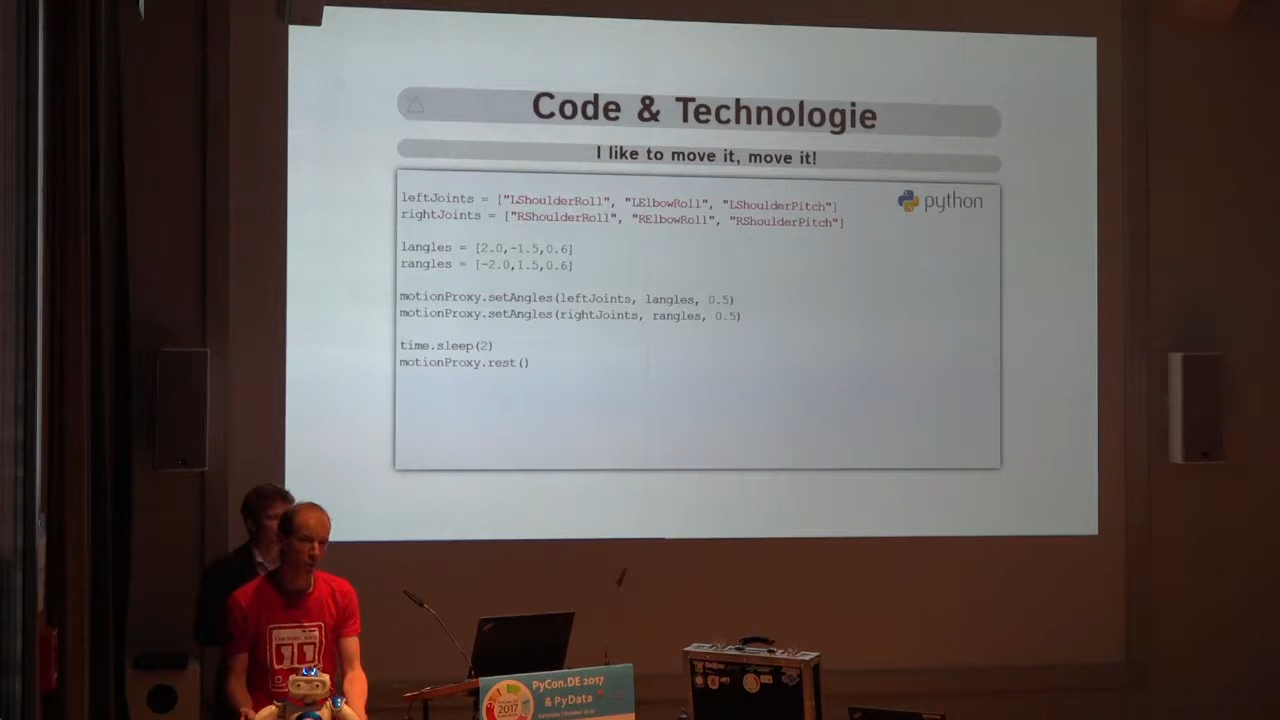 Code & Technologie
I like to move it, move it!
python
leftJoints = ["LShoulderRoll", "LElbowRoll", "LShoulderPitch"]
rightJoints = ["RShoulderRoll", "RElbowRoll", "RShoulderPitch"]
langles = [2.0,-1.5,0.6]
rangles = [-2.0,1.5,0.6]
motionProxy.setAngles(leftJoints, langles, 0.5)
motionProxy.setAngles(rightJoints, rangles, 0.5)
time.sleep(2)
motionProxy.rest()
PyCon.DE 2017
& PyData
2017